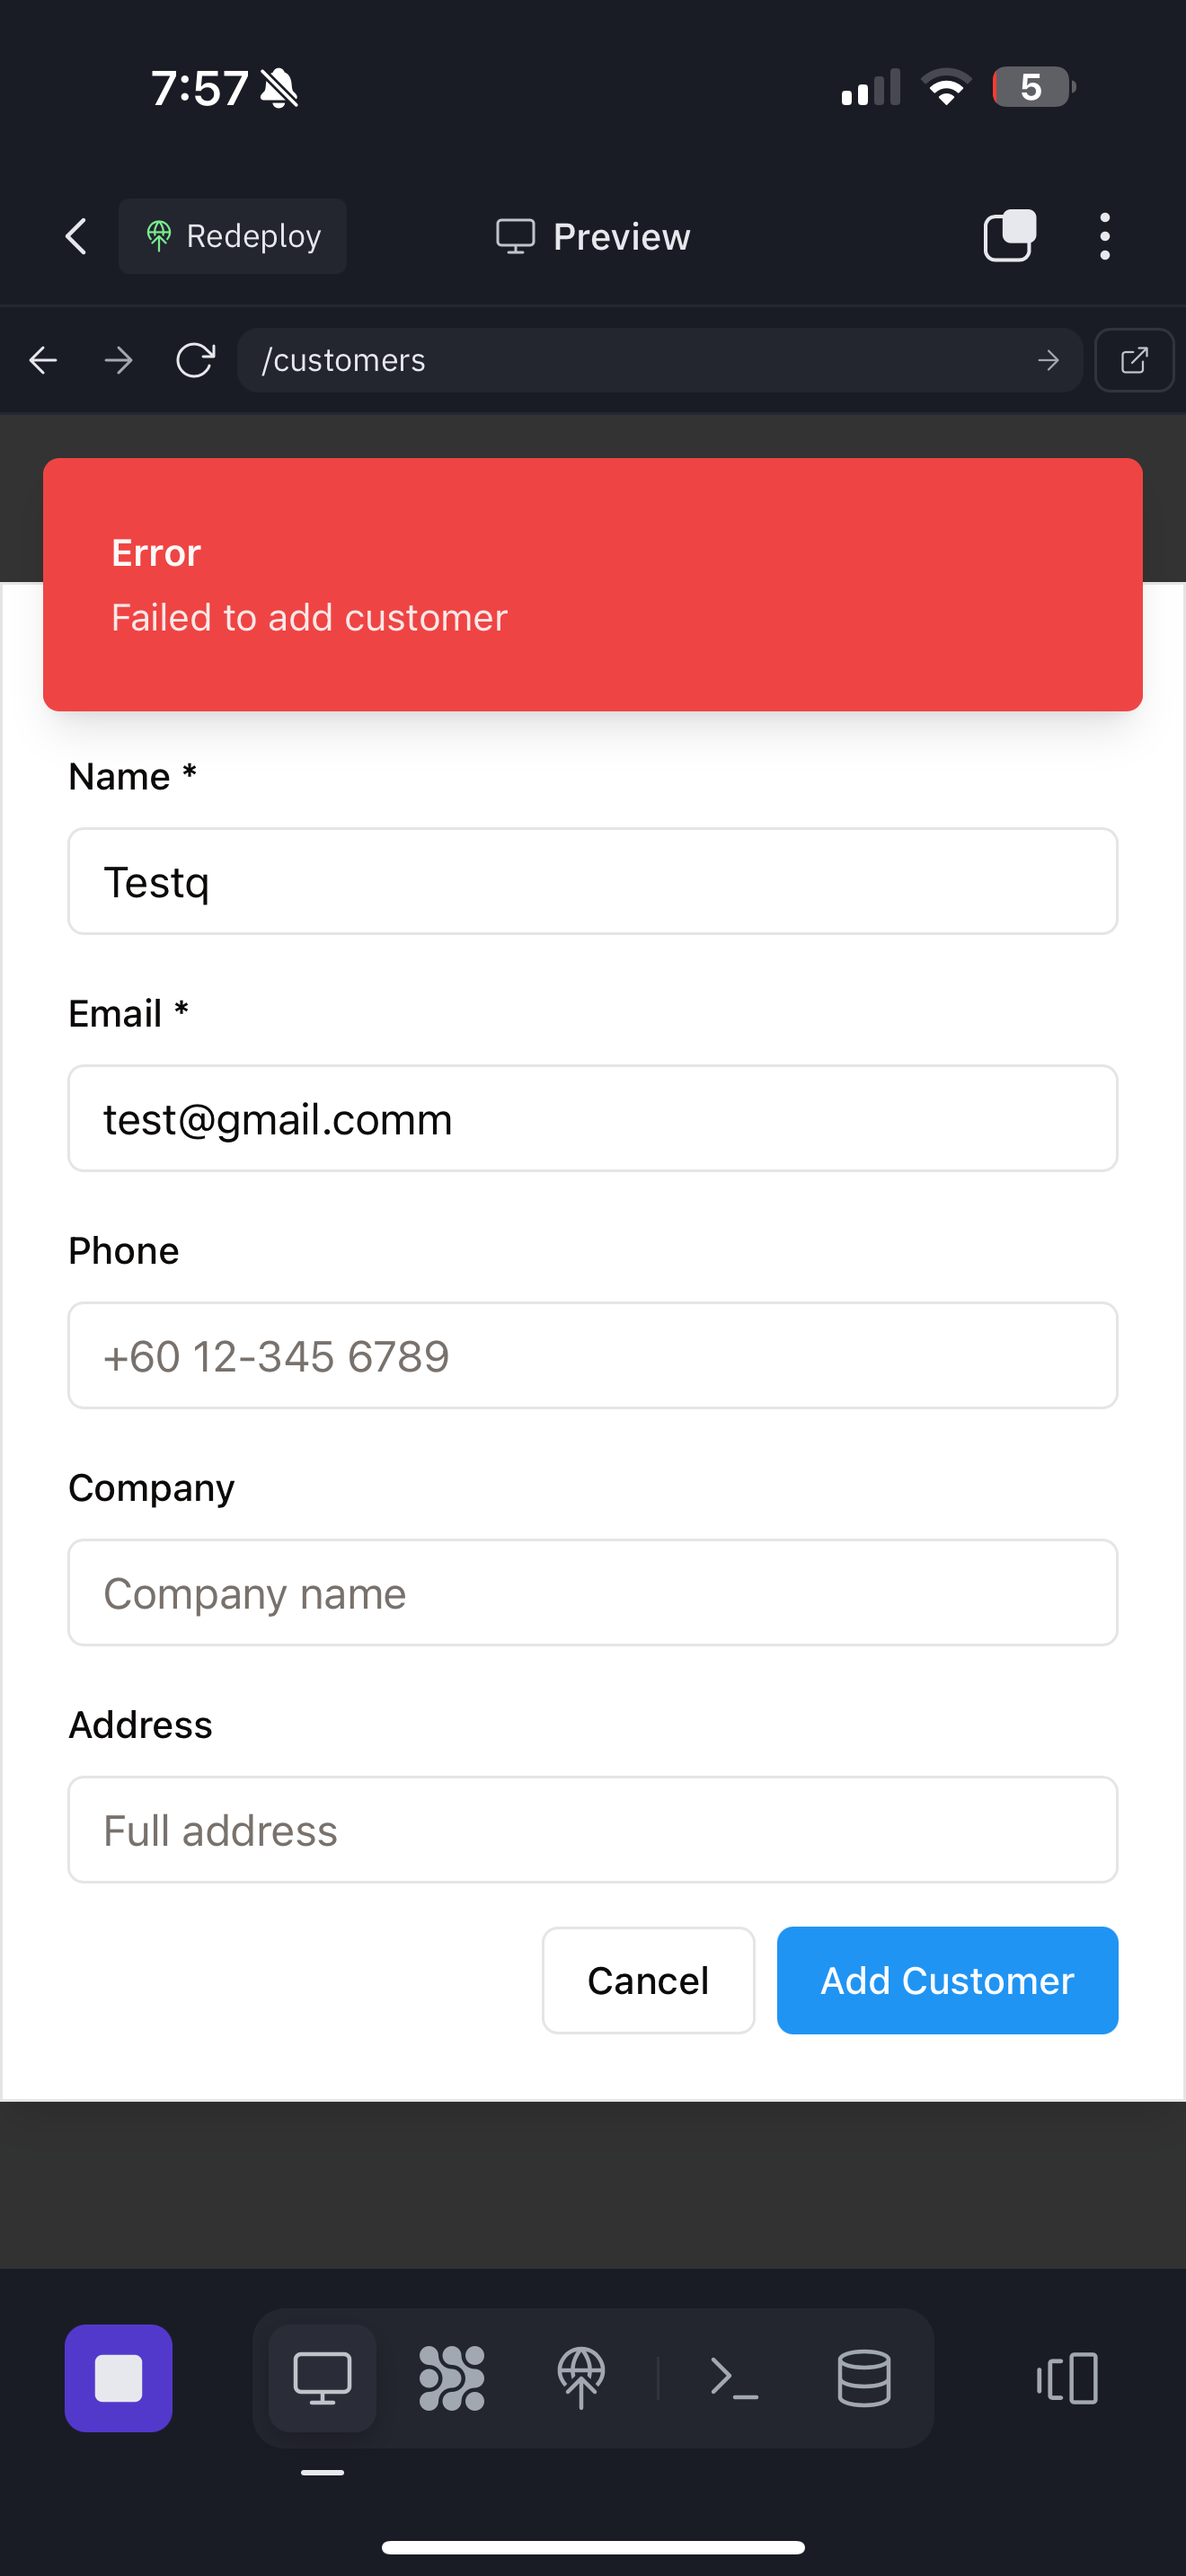 7:57
5
Redeploy
Preview
/customers
Error
Failed to add customer
Name *
Testq
Email *
test@gmail.comm
Phone
+60 12-345 6789
Company
Company name
Address
Full address
Cancel
Add Customer